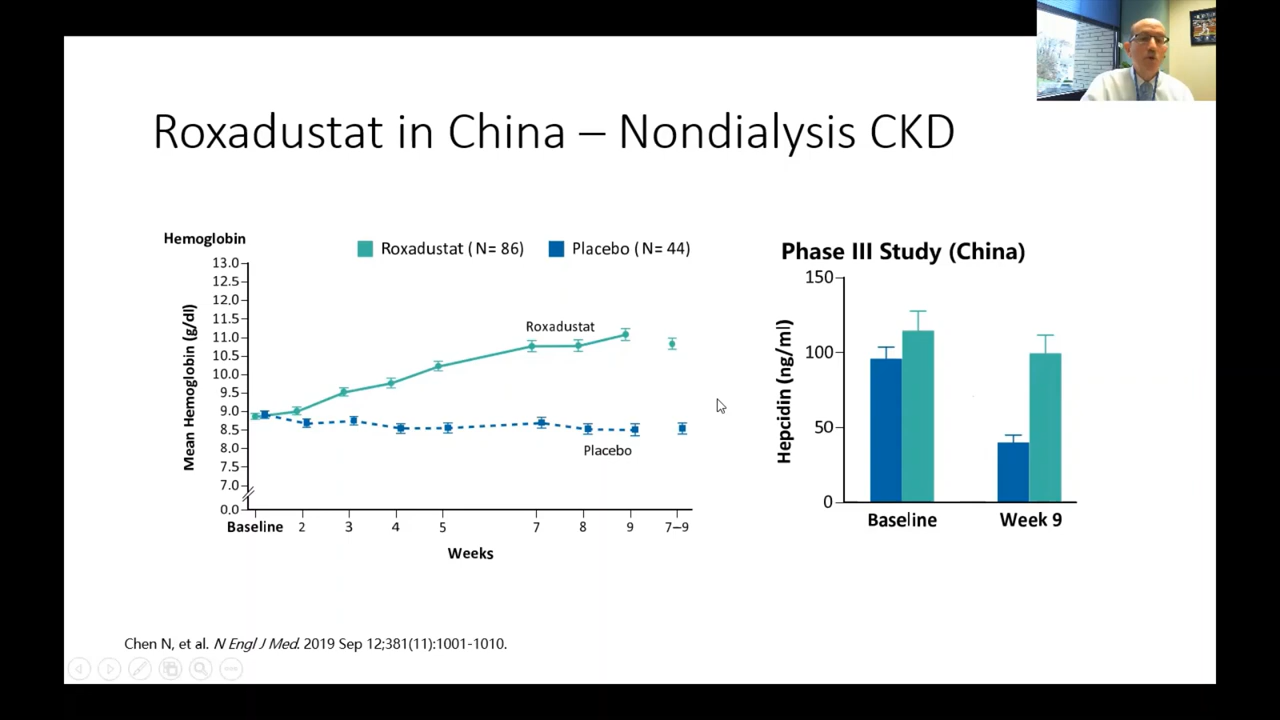 Roxadustat in China – Nondialysis CKD
Hemoglobin
Roxadustat (N= 86)
Placebo (N= 44)
Mean Hemoglobin (g/dl)
13.0
12.5
12.0
11.5
11.0
10.5
10.0
9.5
9.0
8.5
8.0
7.5
7.0
0.0
Roxadustat
Placebo
Baseline 2 3 4 5 7 8 9 7–9
Weeks
Phase III Study (China)
Hepcidin (ng/ml)
150
100
50
0
Baseline Week 9
Chen N, et al. N Engl J Med. 2019 Sep 12;381(11):1001-1010.